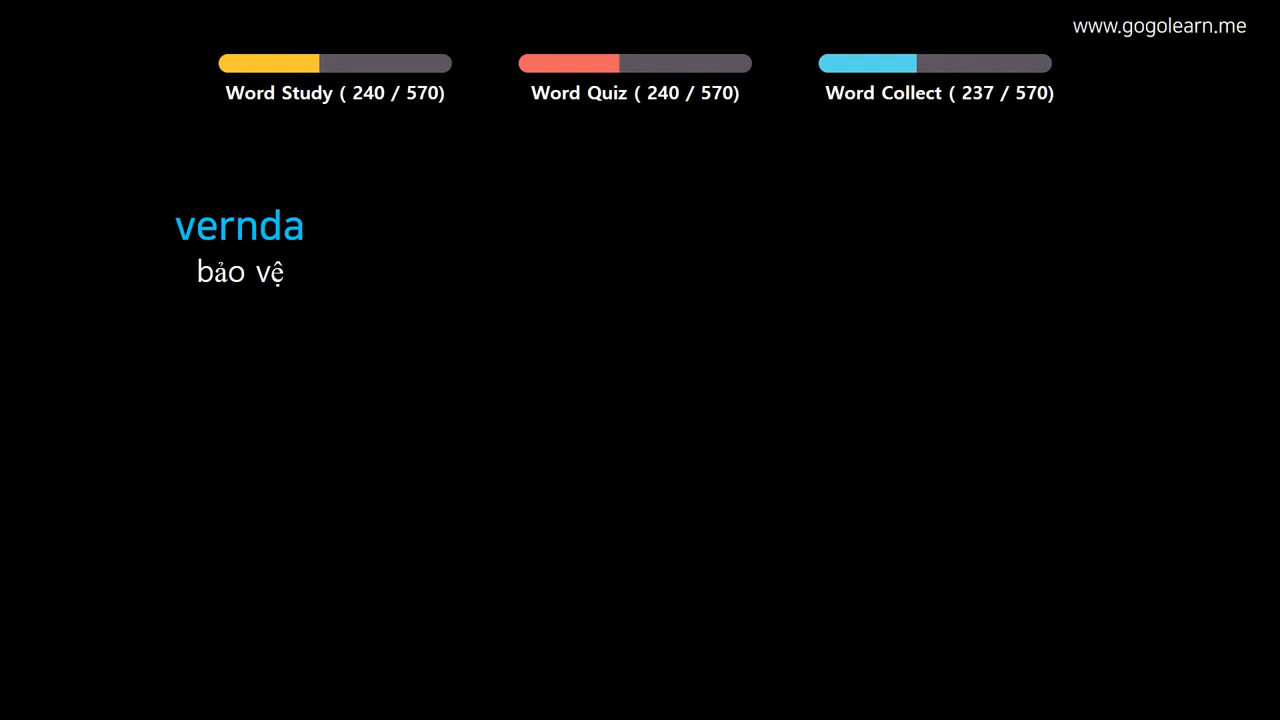 www.gogolearn.me
Word Study ( 240 / 570)
Word Quiz ( 240 / 570)
Word Collect ( 237 / 570)
vernda
bảo vệ